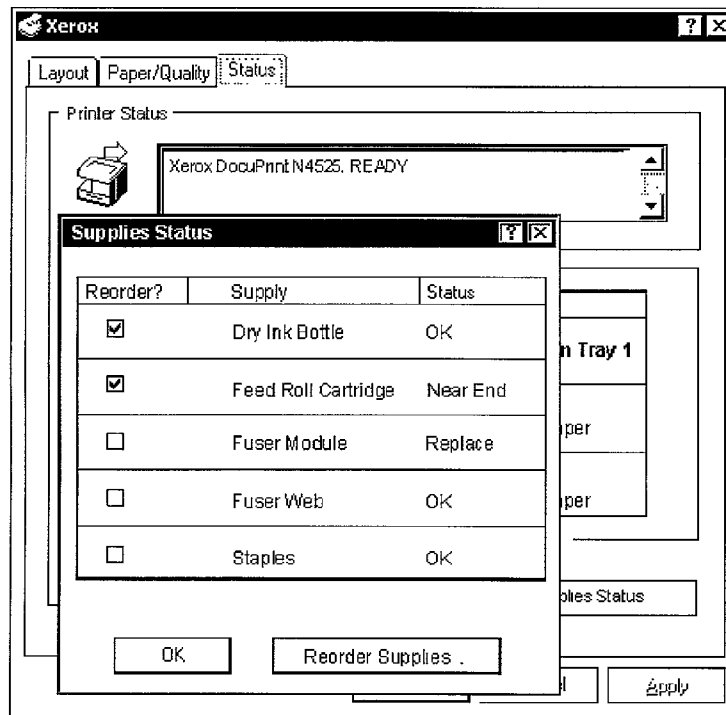 Xerox
Layout Paper/Quality Status
Printer Status
Xerox DocuPrint N4525. READY
Supplies Status
Reorder? Supply Status
Dry Ink Bottle OK
n Tray 1
Feed Roll Cartridge Near End
Fuser Module Replace
aper
Fuser Web OK
aper
Staples OK
plies Status
OK Reorder Supplies .
l Apply